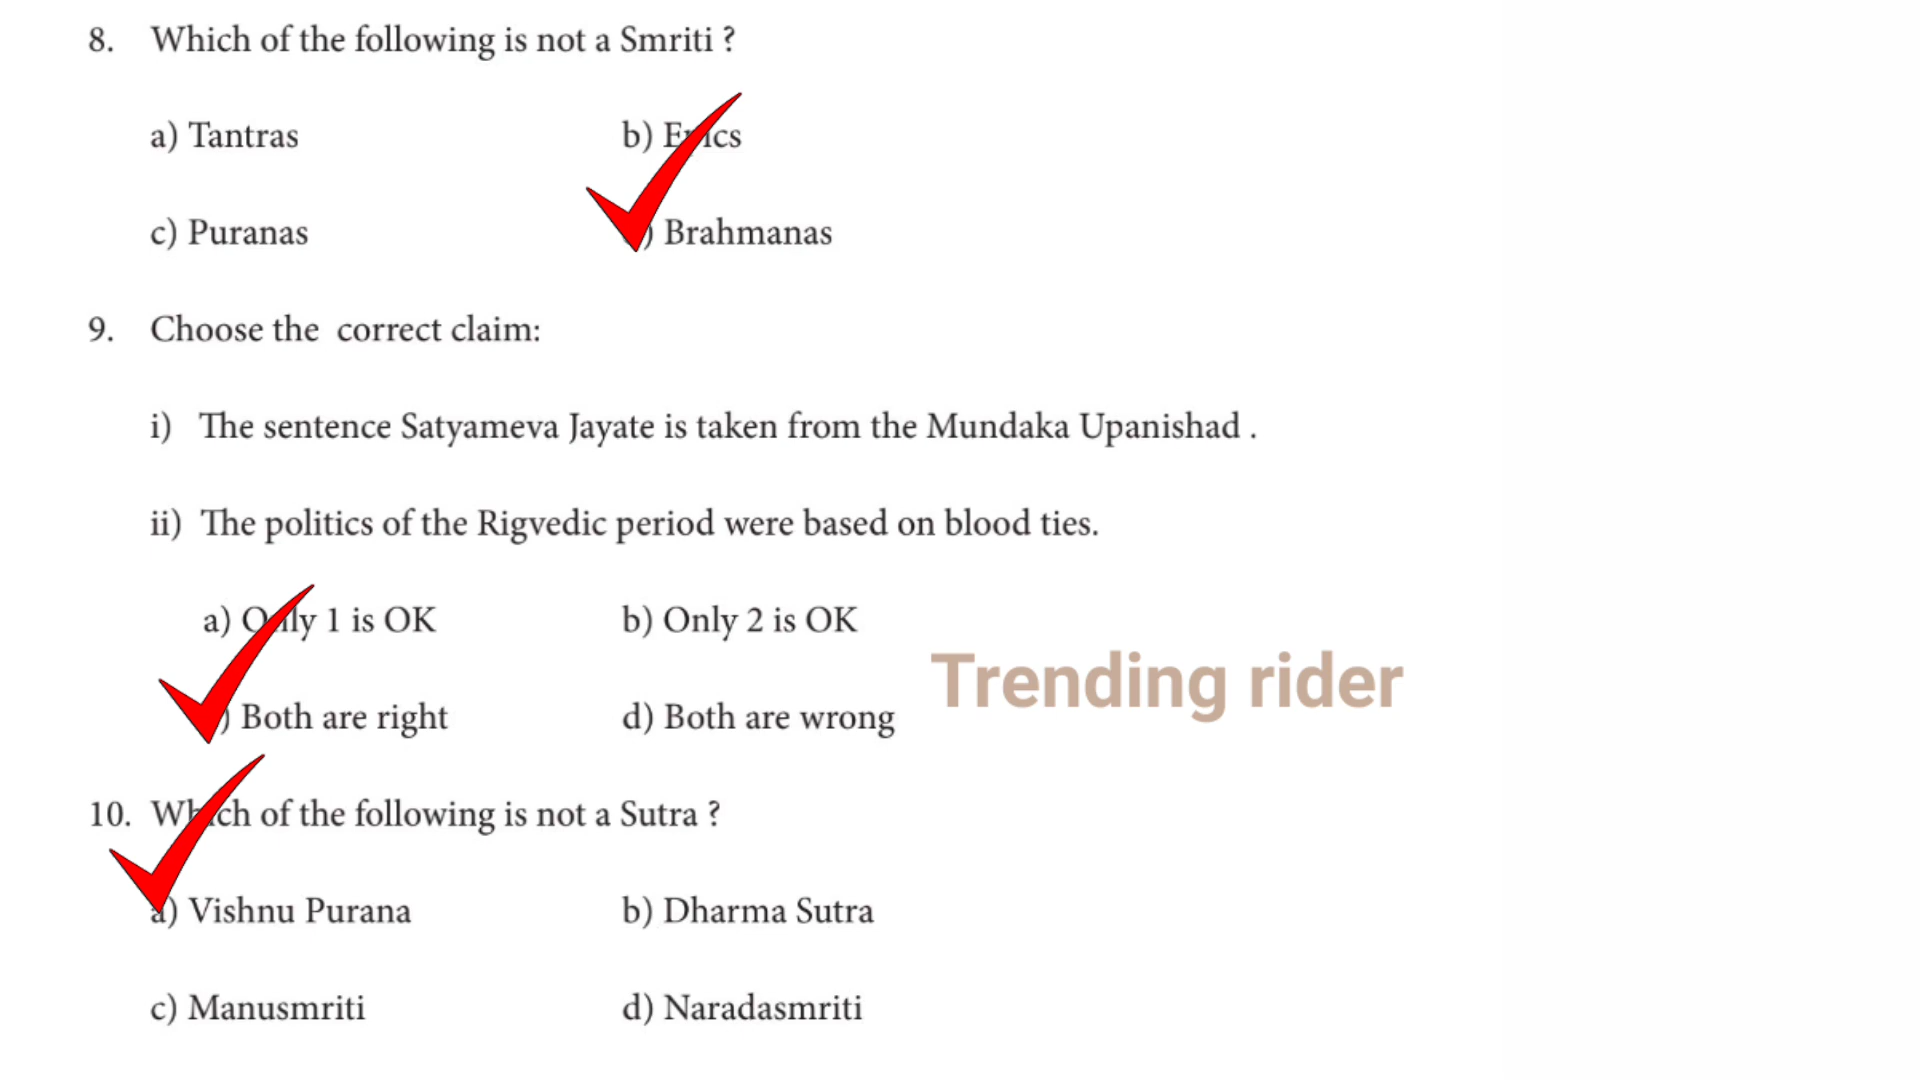 8. Which of the following is not a Smriti ?
a) Tantras b) Epics
c) Puranas ) Brahmanas
9. Choose the correct claim:
i) The sentence Satyameva Jayate is taken from the Mundaka Upanishad .
ii) The politics of the Rigvedic period were based on blood ties.
a) Only 1 is OK b) Only 2 is OK
Trending rider
) Both are right d) Both are wrong
10. Which of the following is not a Sutra ?
a) Vishnu Purana b) Dharma Sutra
c) Manusmriti d) Naradasmriti